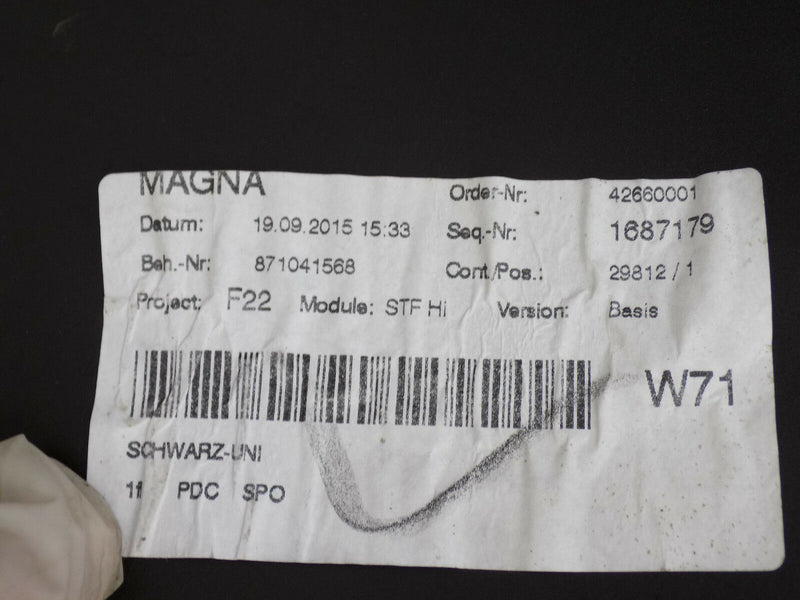 MAGNA Order-Nr: 42660001
Datum: 19.09.2015 15:33 Seq.-Nr: 1687179
Beh.-Nr: 871041568 Cont./Pos.: 29812 / 1
Project: F22 Module: STF Hi Version: Basis
W71
SCHWARZ-UNI
1f PDC SPO